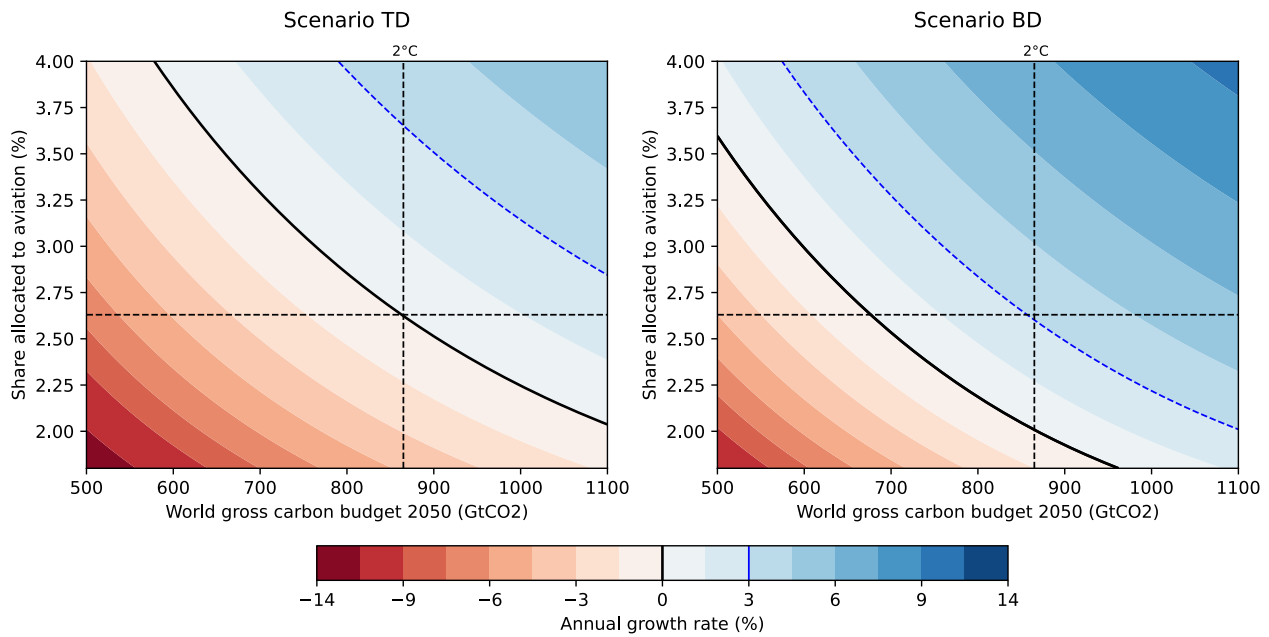 Scenario TD
2°C
4.00
3.75
3.50
3.25
3.00
2.75
2.50
2.25
2.00
Share allocated to aviation (%)
500 600 700 800 900 1000 1100
World gross carbon budget 2050 (GtCO2)
Scenario BD
2°C
4.00
3.75
3.50
3.25
3.00
2.75
2.50
2.25
2.00
Share allocated to aviation (%)
500 600 700 800 900 1000 1100
World gross carbon budget 2050 (GtCO2)
−14 −9 −6 −3 0 3 6 9 14
Annual growth rate (%)